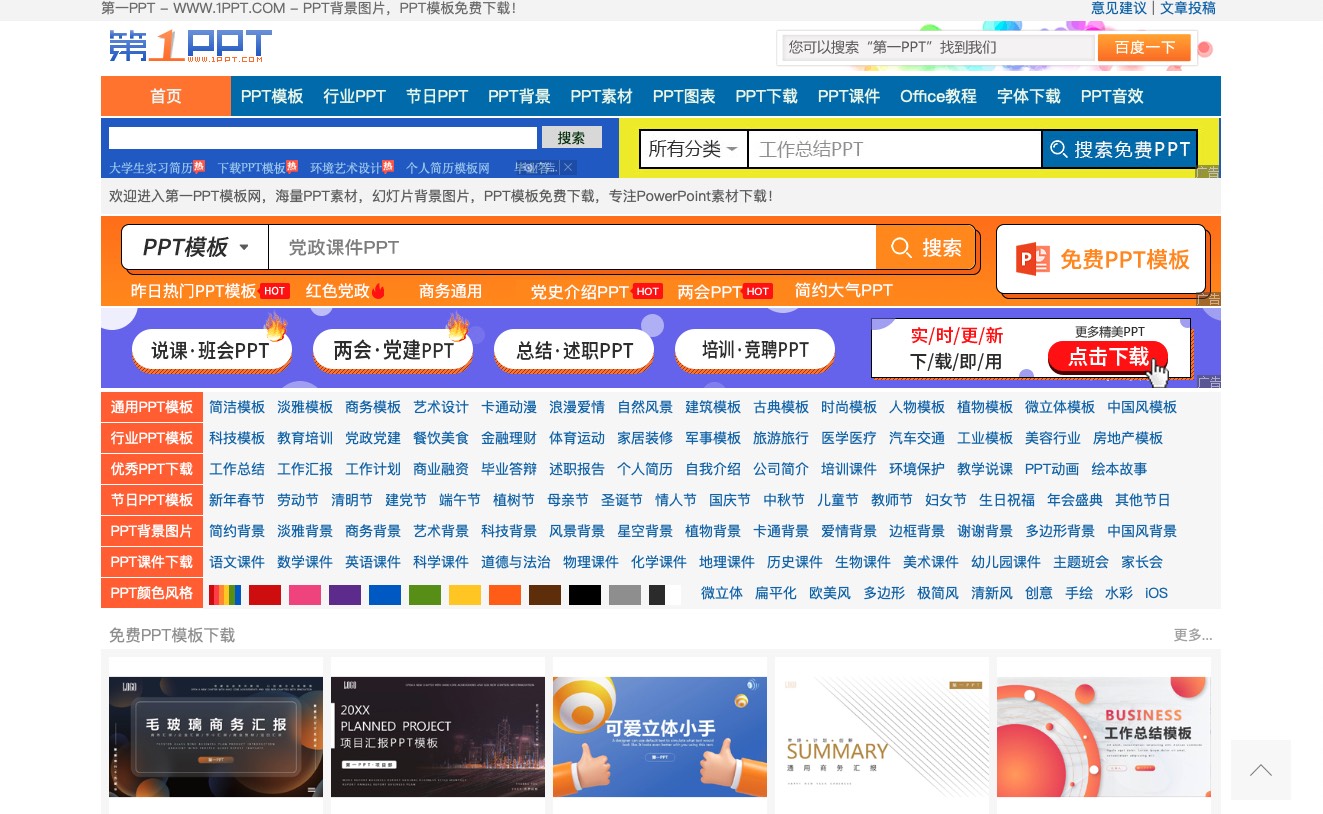 第一PPT - WWW.1PPT.COM - PPT背景图片，PPT模板免费下载！
意见建议 | 文章投稿
第1PPT
WWW.1PPT.COM
您可以搜索“第一PPT”找到我们
百度一下
首页 PPT模板 行业PPT 节日PPT PPT背景 PPT素材 PPT图表 PPT下载 PPT课件 Office教程 字体下载 PPT音效
搜索
大学生实习简历 热 下载PPT模板 热 环境艺术设计 热 个人简历模板网
所有分类 工作总结PPT 搜索免费PPT
广告
欢迎进入第一PPT模板网，海量PPT素材，幻灯片背景图片，PPT模板免费下载，专注PowerPoint素材下载！
PPT模板 党政课件PPT 搜索
免费PPT模板
昨日热门PPT模板 HOT 红色党政 商务通用 党史介绍PPT HOT 两会PPT HOT 简约大气PPT
广告
说课·班会PPT 两会·党建PPT 总结·述职PPT 培训·竞聘PPT
实/时/更/新
下/载/即/用
更多精美PPT
点击下载
广告
通用PPT模板 简洁模板 淡雅模板 商务模板 艺术设计 卡通动漫 浪漫爱情 自然风景 建筑模板 古典模板 时尚模板 人物模板 植物模板 微立体模板 中国风模板
行业PPT模板 科技模板 教育培训 党政党建 餐饮美食 金融理财 体育运动 家居装修 军事模板 旅游旅行 医学医疗 汽车交通 工业模板 美容行业 房地产模板
优秀PPT下载 工作总结 工作汇报 工作计划 商业融资 毕业答辩 述职报告 个人简历 自我介绍 公司简介 培训课件 环境保护 教学说课 PPT动画 绘本故事
节日PPT模板 新年春节 劳动节 清明节 建党节 端午节 植树节 母亲节 圣诞节 情人节 国庆节 中秋节 儿童节 教师节 妇女节 生日祝福 年会盛典 其他节日
PPT背景图片 简约背景 淡雅背景 商务背景 艺术背景 科技背景 风景背景 星空背景 植物背景 卡通背景 爱情背景 边框背景 谢谢背景 多边形背景 中国风背景
PPT课件下载 语文课件 数学课件 英语课件 科学课件 道德与法治 物理课件 化学课件 地理课件 历史课件 生物课件 美术课件 幼儿园课件 主题班会 家长会
PPT颜色风格 微立体 扁平化 欧美风 多边形 极简风 清新风 创意 手绘 水彩 iOS
免费PPT模板下载
更多...
LOGO
毛玻璃商务汇报
LOGO
20XX
PLANNED PROJECT
项目汇报PPT模板
可爱立体小手
第一PPT
SUMMARY
通用商务汇报
BUSINESS
工作总结模板